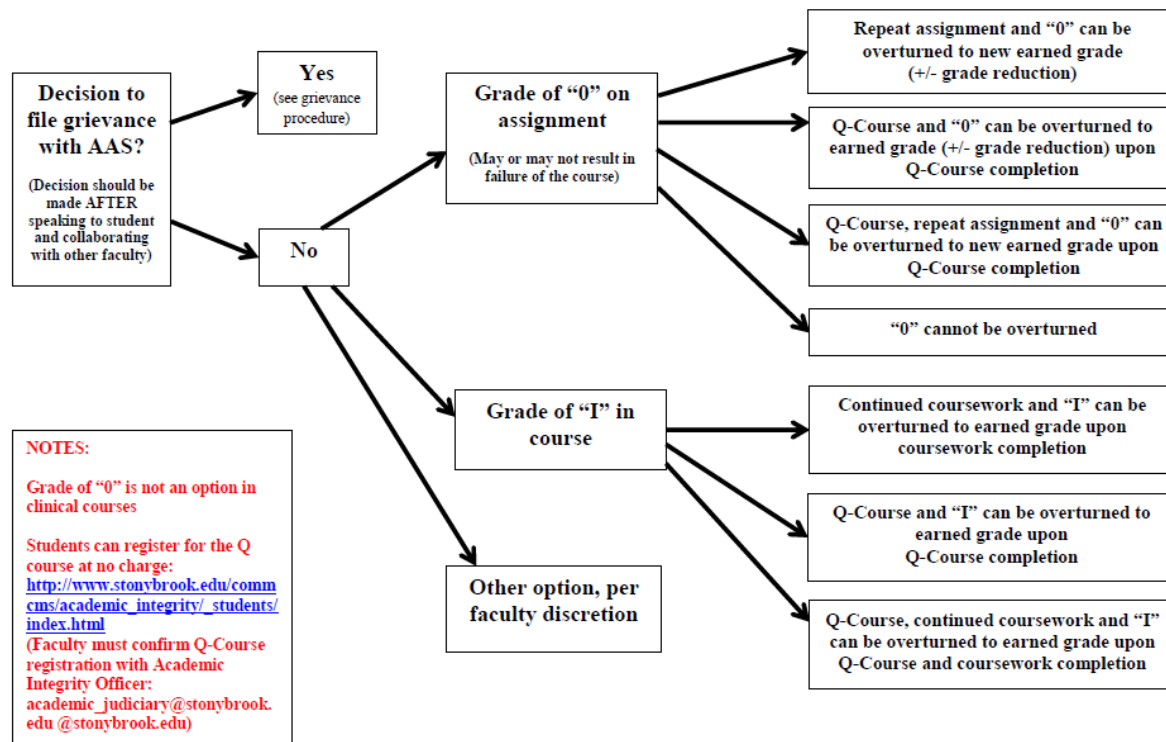 Decision to
file grievance
with AAS?
(Decision should be
made AFTER
speaking to student
and collaborating
with other faculty)
Yes
(see grievance
procedure)
No
Grade of “0” on
assignment
(May or may not result in
failure of the course)
Repeat assignment and “0” can be
overturned to new earned grade
(+/- grade reduction)
Q-Course and “0” can be overturned to
earned grade (+/- grade reduction) upon
Q-Course completion
Q-Course, repeat assignment and “0” can
be overturned to new earned grade upon
Q-Course completion
“0” cannot be overturned
Grade of “I” in
course
Continued coursework and “I” can be
overturned to earned grade upon
coursework completion
Q-Course and “I” can be overturned to
earned grade upon
Q-Course completion
Q-Course, continued coursework and “I”
can be overturned to earned grade upon
Q-Course and coursework completion
Other option, per
faculty discretion
NOTES:
Grade of “0” is not an option in
clinical courses
Students can register for the Q
course at no charge:
http://www.stonybrook.edu/comm
cms/academic_integrity/_students/
index.html
(Faculty must confirm Q-Course
registration with Academic
Integrity Officer:
academic_judiciary@stonybrook.
edu @stonybrook.edu)